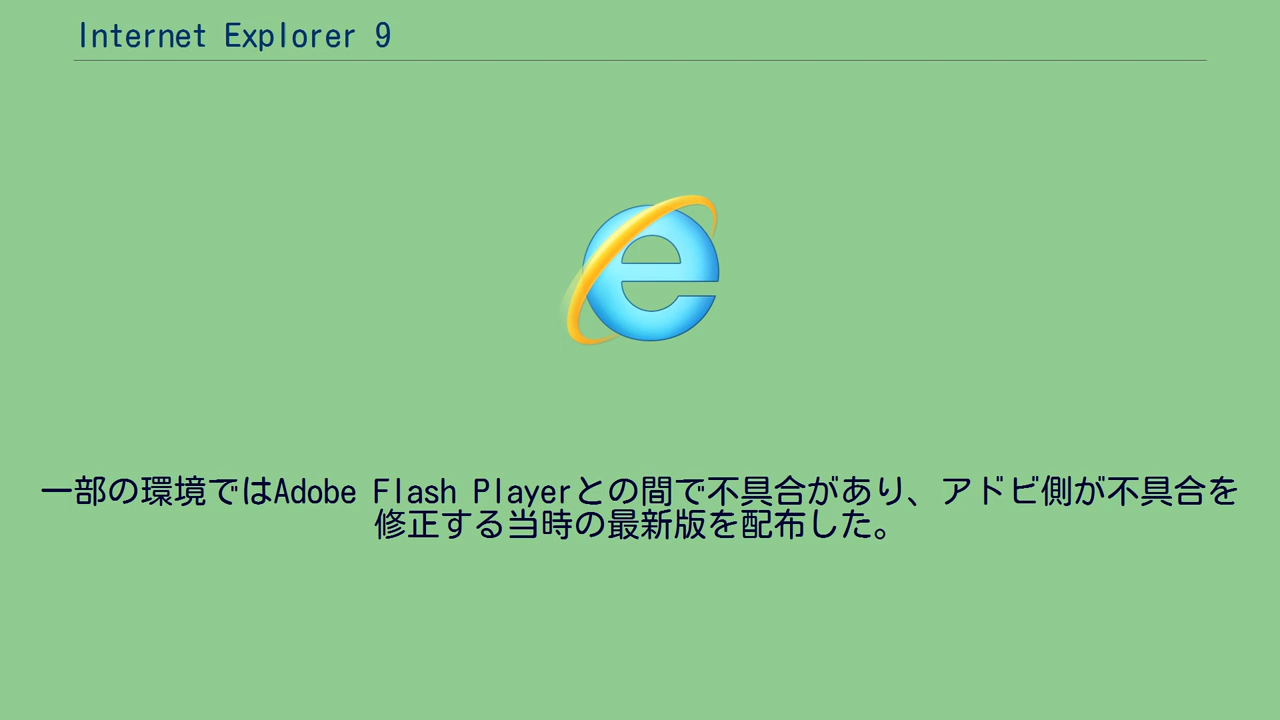 Internet Explorer 9
一部の環境ではAdobe Flash Playerとの間で不具合があり、アドビ側が不具合を
修正する当時の最新版を配布した。